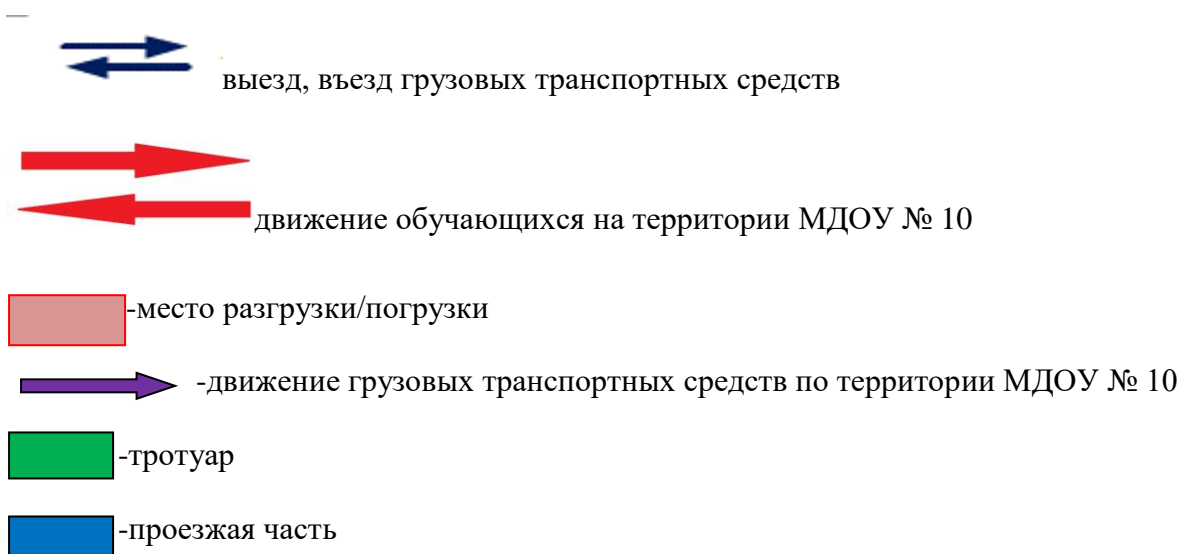 выезд, въезд грузовых транспортных средств
движение обучающихся на территории МДОУ № 10
-место разгрузки/погрузки
-движение грузовых транспортных средств по территории МДОУ № 10
-тротуар
-проезжая часть